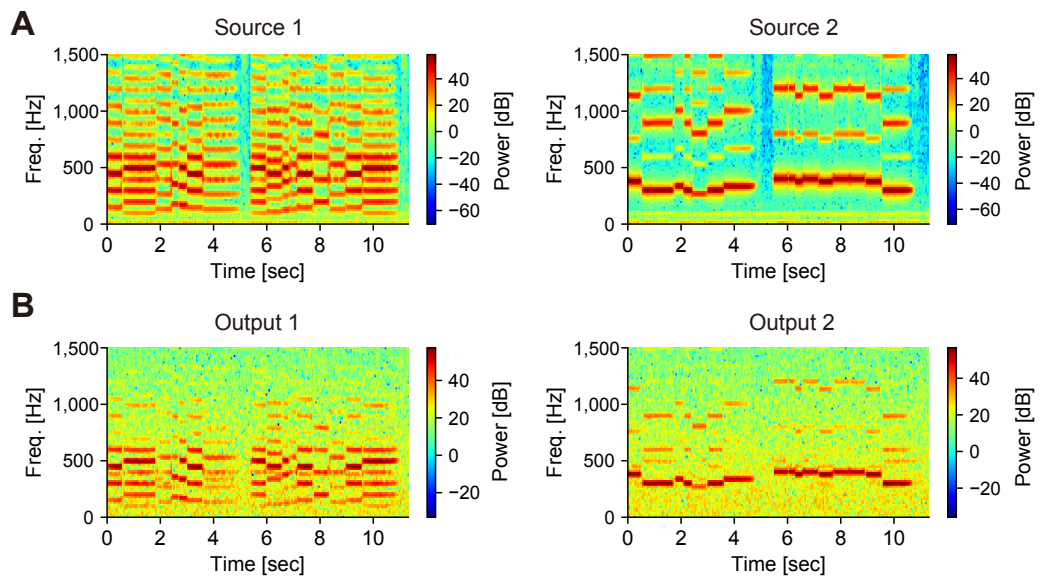 A
Source 1
Source 2
1,500
1,000
500
0
Freq. [Hz]
0 2 4 6 8 10
Time [sec]
40
20
0
−20
−40
−60
Power [dB]
1,500
1,000
500
0
Freq. [Hz]
0 2 4 6 8 10
Time [sec]
40
20
0
−20
−40
−60
Power [dB]
B
Output 1
Output 2
1,500
1,000
500
0
Freq. [Hz]
0 2 4 6 8 10
Time [sec]
40
20
0
−20
Power [dB]
1,500
1,000
500
0
Freq. [Hz]
0 2 4 6 8 10
Time [sec]
40
20
0
−20
Power [dB]